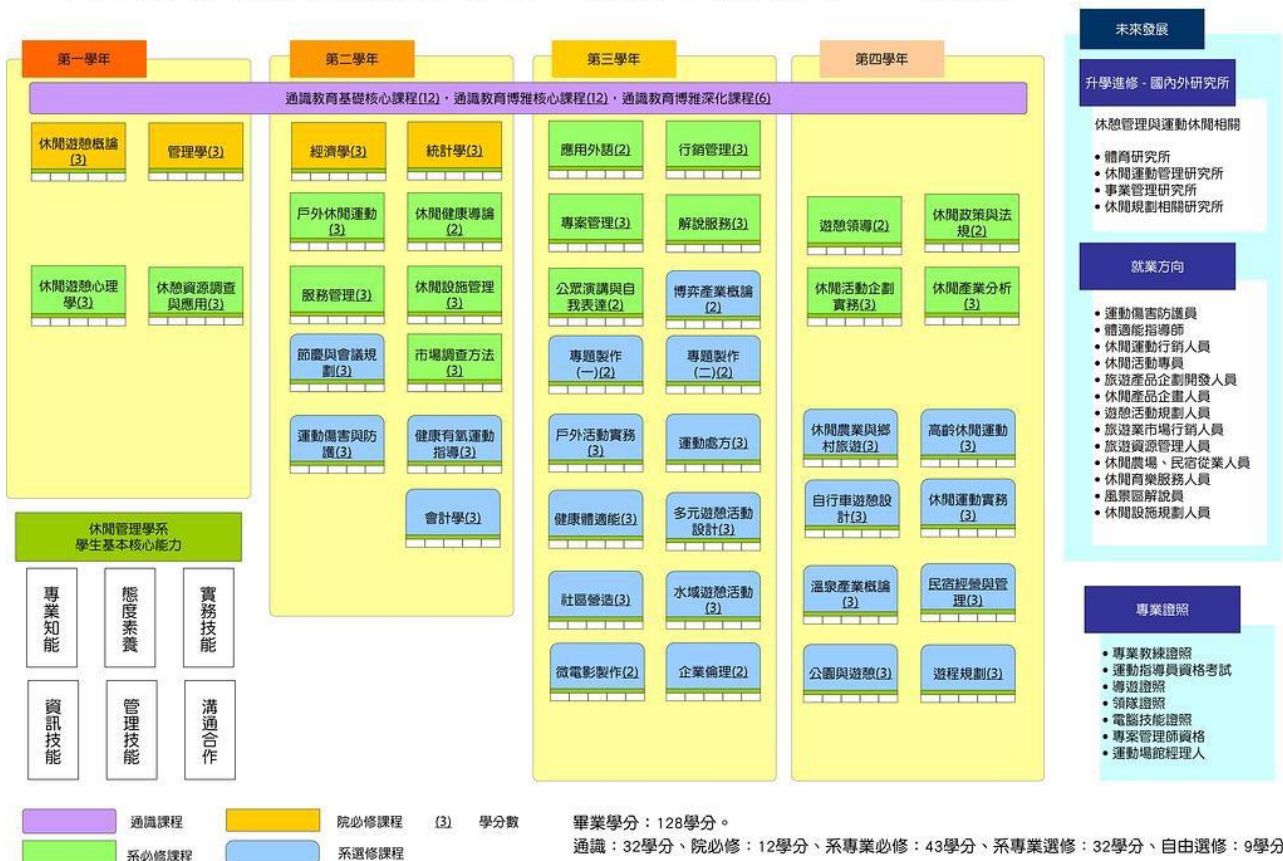 第一學年
第二學年
第三學年
第四學年
通識教育基礎核心課程(12)・通識教育博雅核心課程(12)・通識教育博雅深化課程(6)
休閒遊憩概論
(3)
管理學(3)
休閒遊憩心理
學(3)
休憩資源調查
與應用(3)
經濟學(3)
統計學(3)
戶外休閒運動
(3)
休閒健康導論
(2)
服務管理(3)
休閒設施管理
(3)
節慶與會議規
劃(3)
市場調查方法
(3)
運動傷害與防
護(3)
健康有氧運動
指導(3)
會計學(3)
應用外語(2)
行銷管理(3)
專案管理(3)
解說服務(3)
公眾演講與自
我表達(2)
博弈產業概論
(2)
專題製作
(一)(2)
專題製作
(二)(2)
戶外活動實務
(3)
運動處方(3)
健康體適能(3)
多元遊憩活動
設計(3)
社區營造(3)
水域遊憩活動
(3)
微電影製作(2)
企業倫理(2)
遊憩領導(2)
休閒政策與法
規(2)
休閒活動企劃
實務(3)
休閒產業分析
(3)
休閒農業與鄉
村旅遊(3)
高齡休閒運動
(3)
自行車遊憩設
計(3)
休閒運動實務
(3)
溫泉產業概論
(3)
民宿經營與管
理(3)
公園與遊憩(3)
遊程規劃(3)
未來發展
升學進修 - 國內外研究所
休憩管理與運動休閒相關
• 體育研究所
• 休閒運動管理研究所
• 事業管理研究所
• 休閒規劃相關研究所
就業方向
• 運動傷害防護員
• 體適能指導師
• 休閒運動行銷人員
• 休閒活動專員
• 旅遊產品企劃開發人員
• 休閒產品企畫人員
• 遊憩活動規劃人員
• 旅遊業市場行銷人員
• 旅遊資源管理人員
• 休閒農場、民宿從業人員
• 休閒育樂服務人員
• 風景區解說員
• 休閒設施規劃人員
專業證照
• 專業教練證照
• 運動指導員資格考試
• 導遊證照
• 領隊證照
• 電腦技能證照
• 專案管理師資格
• 運動場館經理人
休閒管理學系
學生基本核心能力
專業知能
態度素養
實務技能
資訊技能
管理技能
溝通合作
通識課程
院必修課程
(3) 學分數
系必修課程
系選修課程
畢業學分：128學分。
通識：32學分、院必修：12學分、系專業必修：43學分、系專業選修：32學分、自由選修：9學分